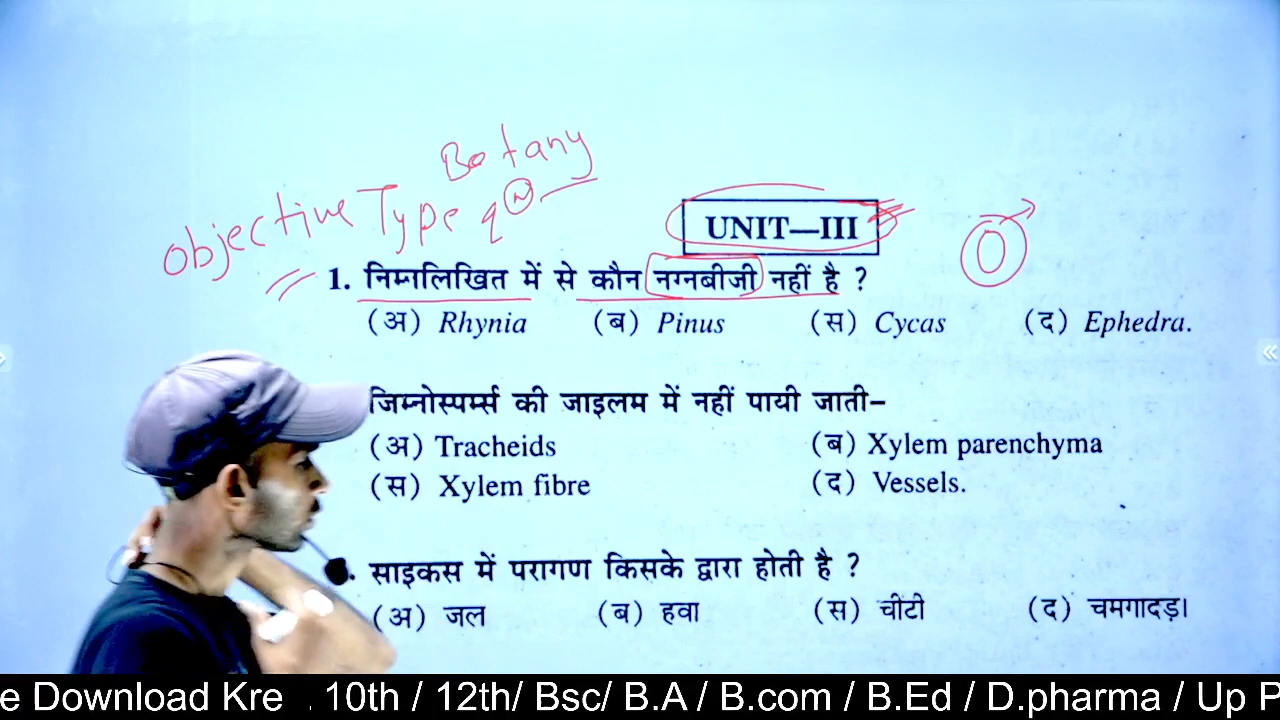 Botany
Objective Type q
UNIT—III
1. निम्नलिखित में से कौन नग्नबीजी नहीं है ?
(अ) Rhynia (ब) Pinus (स) Cycas (द) Ephedra.
जिम्नोस्पर्म्स की जाइलम में नहीं पायी जाती–
(अ) Tracheids (ब) Xylem parenchyma
(स) Xylem fibre (द) Vessels.
. साइकस में परागण किसके द्वारा होती है ?
(अ) जल (ब) हवा (स) चीटी (द) चमगादड़।
e Download Kre . 10th / 12th/ Bsc/ B.A / B.com / B.Ed / D.pharma / Up P